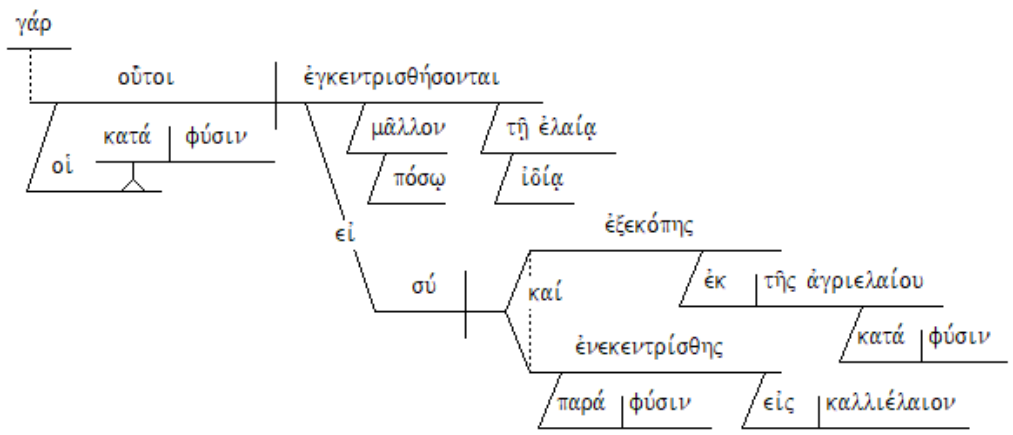 γάρ
οὗτοι ἐγκεντρισθήσονται
οἱ κατά φύσιν μᾶλλον τῇ ἐλαίᾳ
πόσῳ ἰδίᾳ
εἰ
σύ καί ἐξεκόπης
ἐκ τῆς ἀγριελαίου
κατά φύσιν
ἐνεκεντρίσθης
παρά φύσιν εἰς καλλιέλαιον